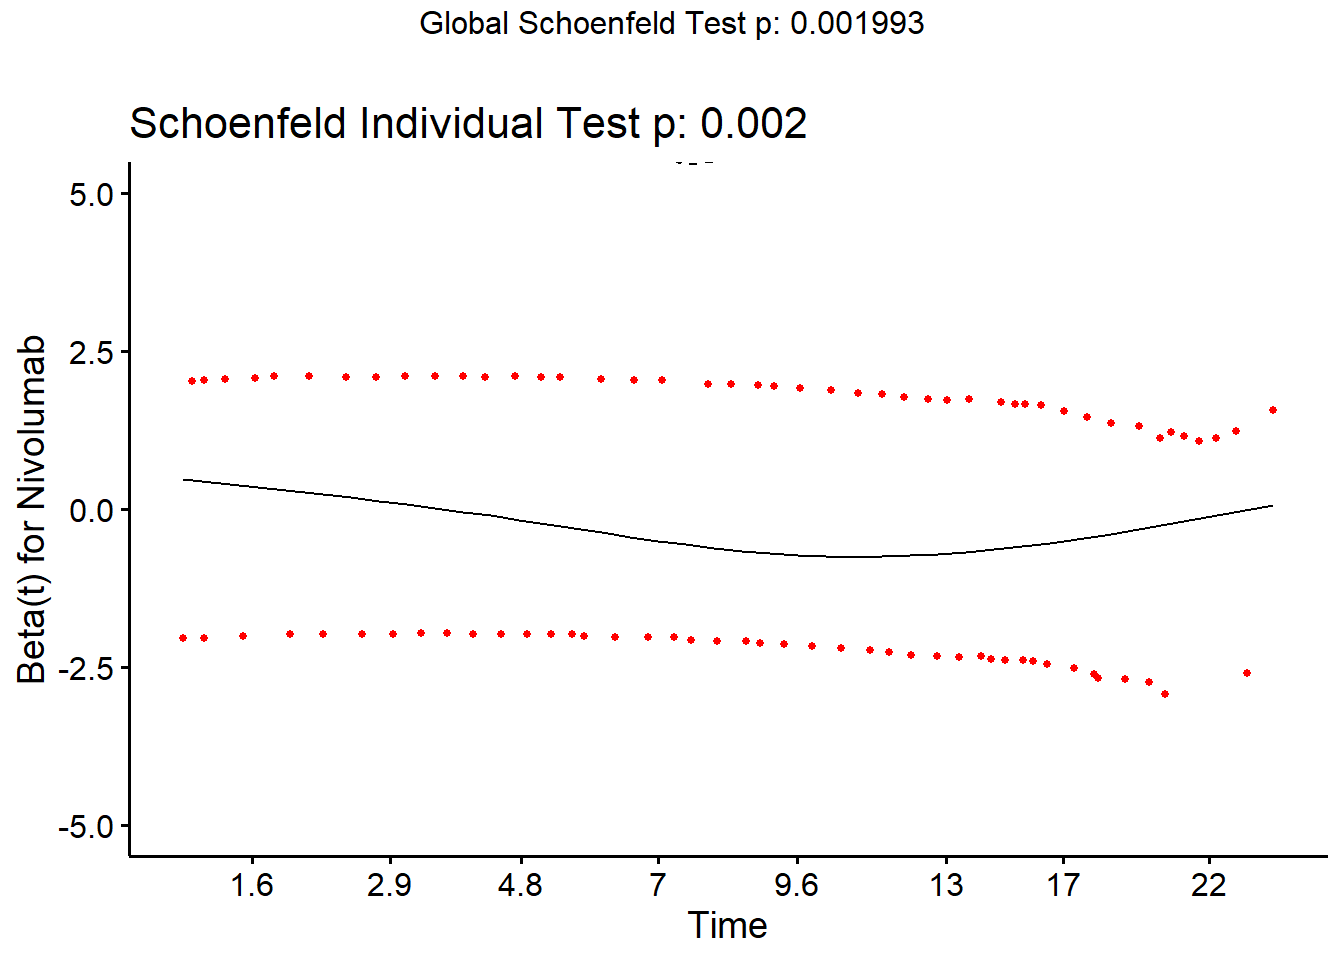 Global Schoenfeld Test p: 0.001993
Schoenfeld Individual Test p: 0.002
5.0
2.5
0.0
-2.5
-5.0
Beta(t) for Nivolumab
1.6 2.9 4.8 7 9.6 13 17 22
Time